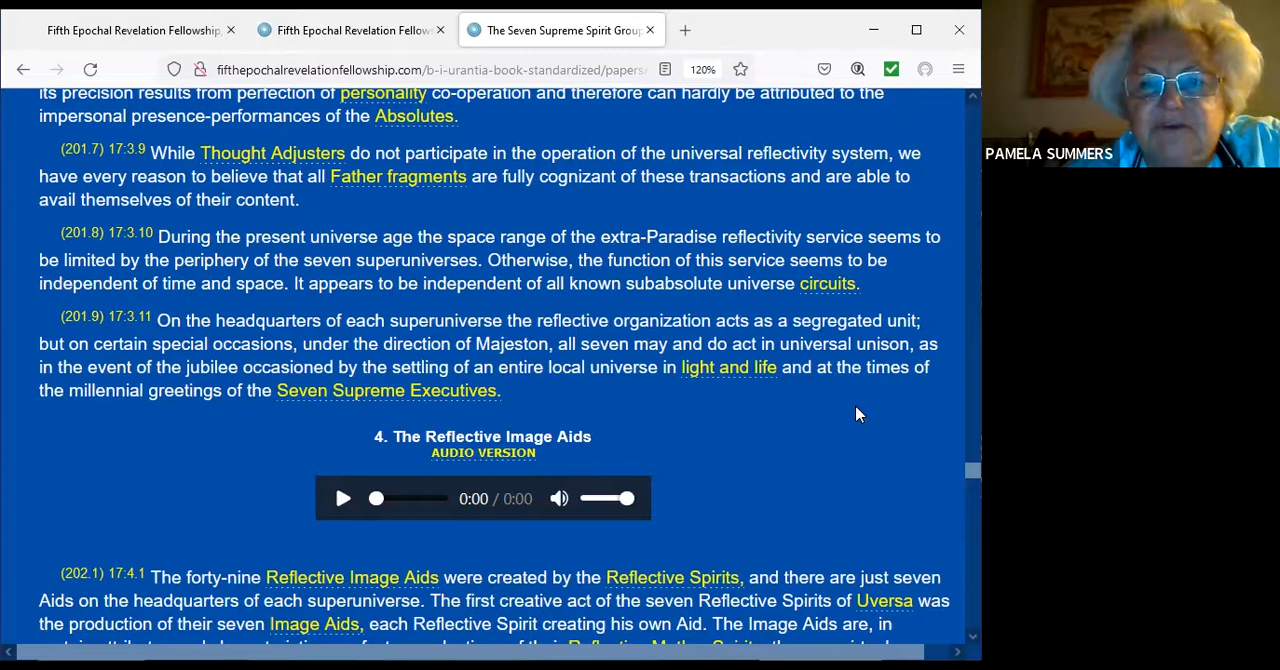 Fifth Epochal Revelation Fellowship,
Fifth Epochal Revelation Fellows
The Seven Supreme Spirit Group
fifthepochalrevelationfellowship.com/b-i-urantia-book-standardized/papers
120%
PAMELA SUMMERS
its precision results from perfection of personality co-operation and therefore can hardly be attributed to the
impersonal presence-performances of the Absolutes.
(201.7) 17:3.9 While Thought Adjusters do not participate in the operation of the universal reflectivity system, we
have every reason to believe that all Father fragments are fully cognizant of these transactions and are able to
avail themselves of their content.
(201.8) 17:3.10 During the present universe age the space range of the extra-Paradise reflectivity service seems to
be limited by the periphery of the seven superuniverses. Otherwise, the function of this service seems to be
independent of time and space. It appears to be independent of all known subabsolute universe circuits.
(201.9) 17:3.11 On the headquarters of each superuniverse the reflective organization acts as a segregated unit;
but on certain special occasions, under the direction of Majeston, all seven may and do act in universal unison, as
in the event of the jubilee occasioned by the settling of an entire local universe in light and life and at the times of
the millennial greetings of the Seven Supreme Executives.
4. The Reflective Image Aids
AUDIO VERSION
0:00 / 0:00
(202.1) 17:4.1 The forty-nine Reflective Image Aids were created by the Reflective Spirits, and there are just seven
Aids on the headquarters of each superuniverse. The first creative act of the seven Reflective Spirits of Uversa was
the production of their seven Image Aids, each Reflective Spirit creating his own Aid. The Image Aids are, in